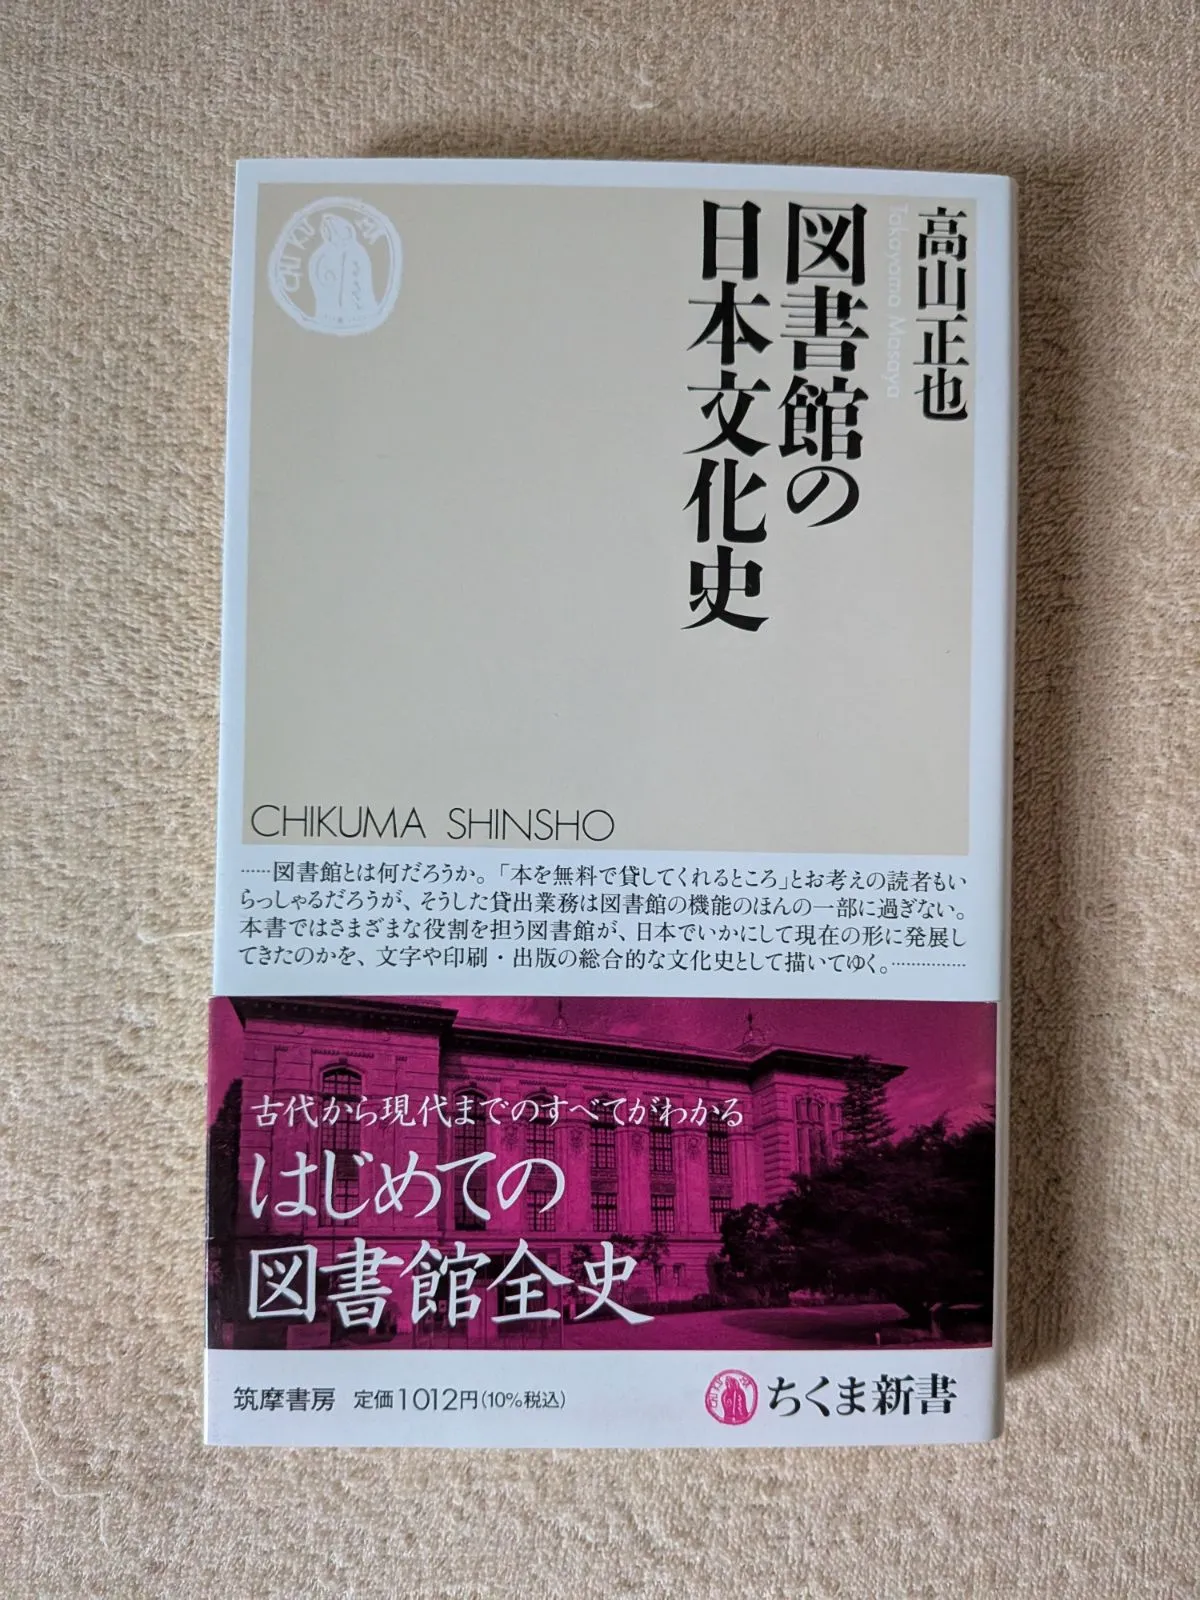 高山正也
Takayama Masaya
図書館の
日本文化史
CHIKUMA
CHIKUMA SHINSHO
……図書館とは何だろうか。「本を無料で貸してくれるところ」とお考えの読者もい
らっしゃるだろうが、そうした貸出業務は図書館の機能のほんの一部に過ぎない。
本書ではさまざまな役割を担う図書館が、日本でいかにして現在の形に発展し
てきたのかを、文字や印刷・出版の総合的な文化史として描いてゆく。……………
古代から現代までのすべてがわかる
はじめての
図書館全史
筑摩書房 定価1012円(10%税込)
ちくま新書